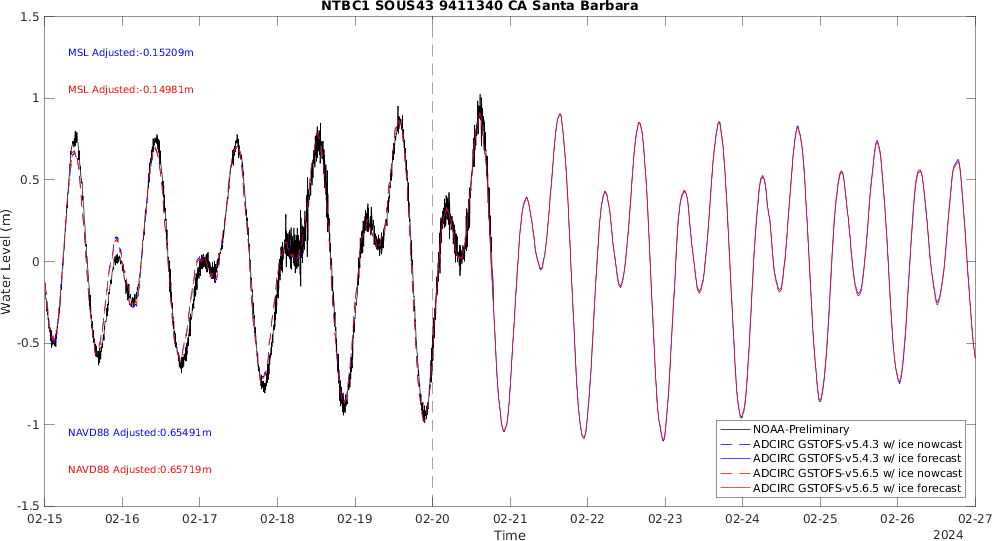 NTBC1 SOUS43 9411340 CA Santa Barbara
1.5
MSL Adjusted:-0.15209m
MSL Adjusted:-0.14981m
1
0.5
0
-0.5
-1
-1.5
Water Level (m)
NAVD88 Adjusted:0.65491m
NAVD88 Adjusted:0.65719m
NOAA-Preliminary
ADCIRC GSTOFS-v5.4.3 w/ ice nowcast
ADCIRC GSTOFS-v5.4.3 w/ ice forecast
ADCIRC GSTOFS-v5.6.5 w/ ice nowcast
ADCIRC GSTOFS-v5.6.5 w/ ice forecast
02-15 02-16 02-17 02-18 02-19 02-20 02-21 02-22 02-23 02-24 02-25 02-26 02-27
Time
2024